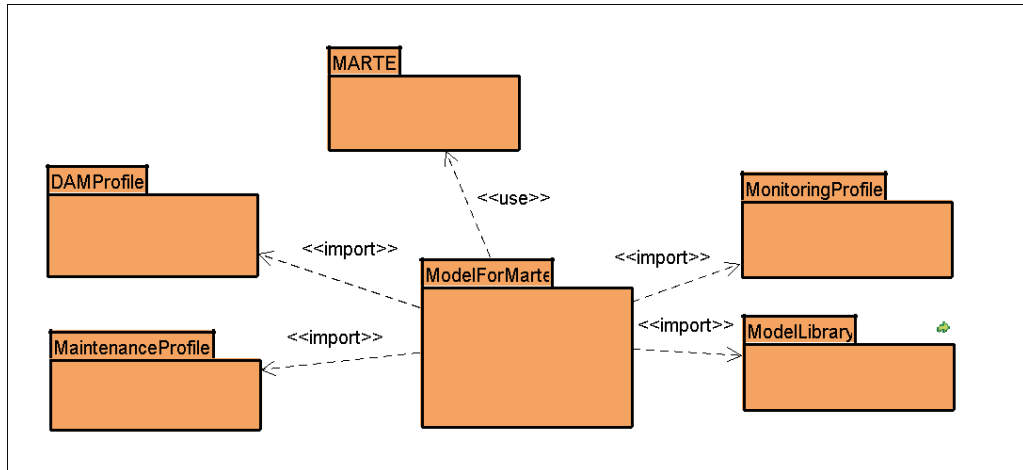 MARTE
DAMProfile
<<use>>
MonitoringProfile
<<import>>
<<import>>
ModelForMarte
MaintenanceProfile
<<import>>
<<import>>
ModelLibrary